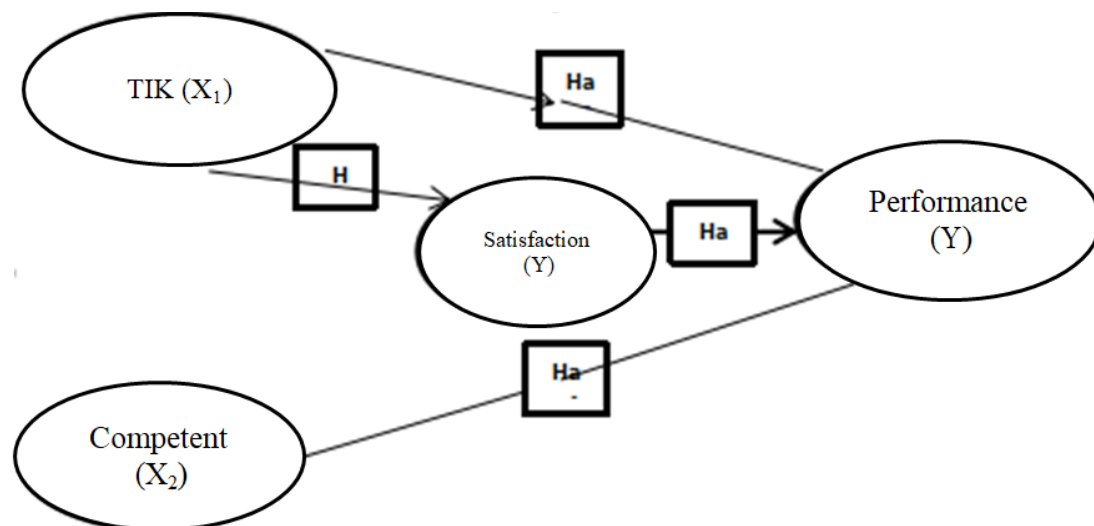 TIK (X₁)
Ha
H
Satisfaction
(Y)
Ha
Performance
(Y)
Ha
Competent
(X₂)